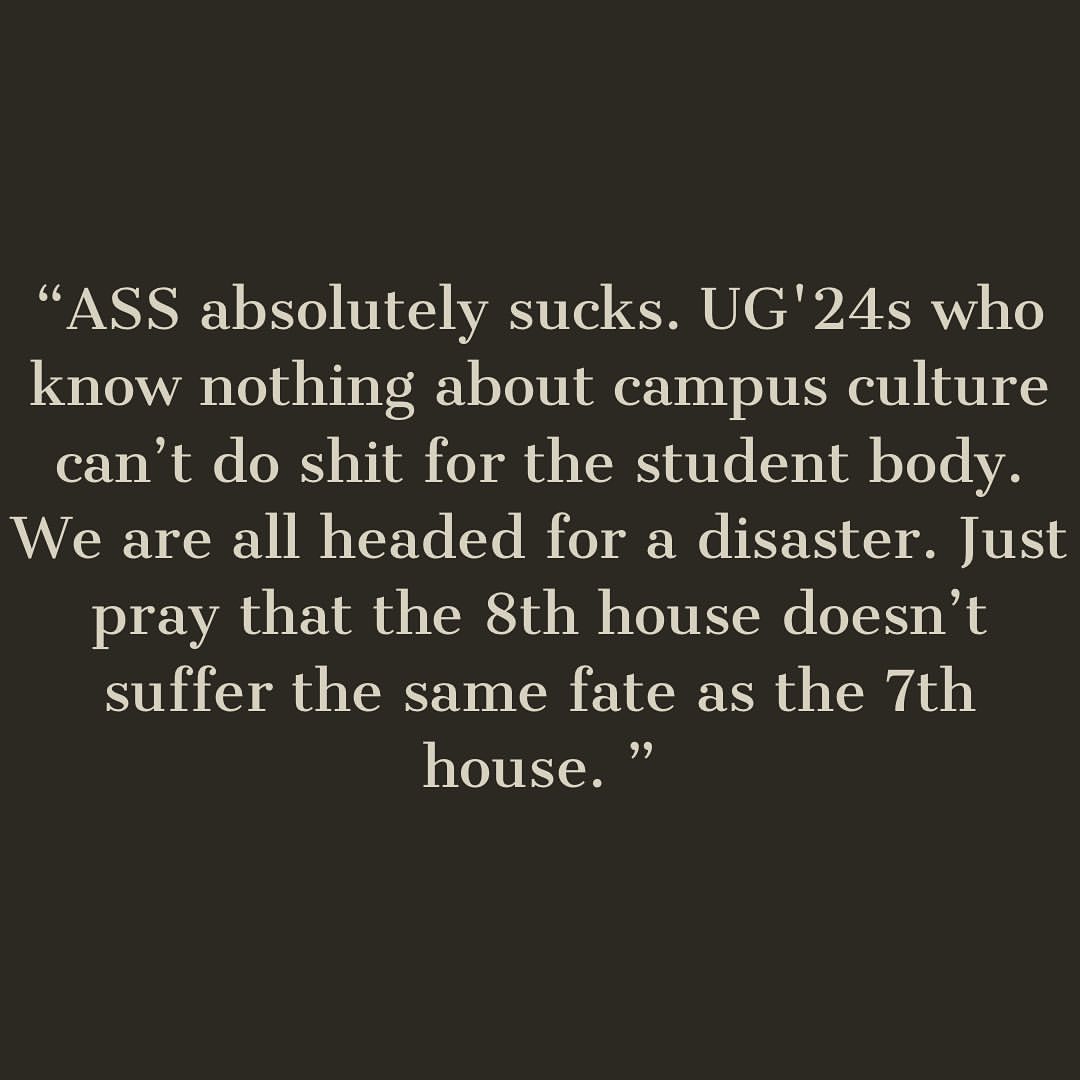 “ASS absolutely sucks. UG'24s who
know nothing about campus culture
can’t do shit for the student body.
We are all headed for a disaster. Just
pray that the 8th house doesn’t
suffer the same fate as the 7th
house. ”